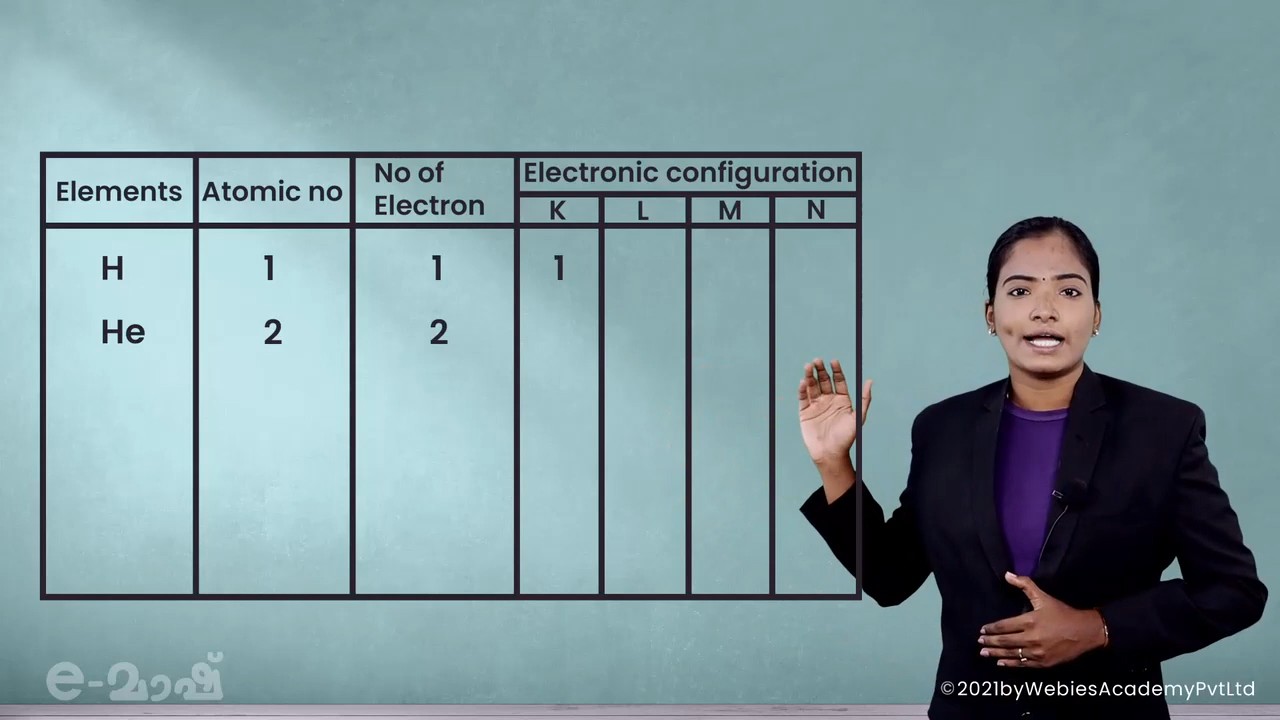 Elements Atomic no No of Electron Electronic configuration
K L M N
H 1 1 1
He 2 2
e-മാഷ്
©2021byWebiesAcademyPvtLtd